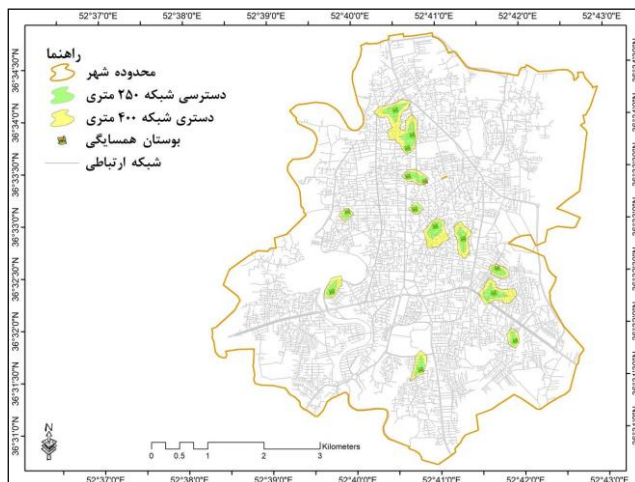 52°37'0"E 52°38'0"E 52°39'0"E 52°40'0"E 52°41'0"E 52°42'0"E 52°43'0"E
راهنما
محدوده شهر
دسترسی شبکه ۲۵۰ متری
دستری شبکه ۴۰۰ متری
بوستان همسایگی
شبکه ارتباطی
36°34'30"N
36°34'0"N
36°33'30"N
36°33'0"N
36°32'30"N
36°32'0"N
36°31'30"N
36°31'0"N
N
0 0.5 1 2 3
Kilometers
52°37'0"E 52°38'0"E 52°39'0"E 52°40'0"E 52°41'0"E 52°42'0"E 52°43'0"E